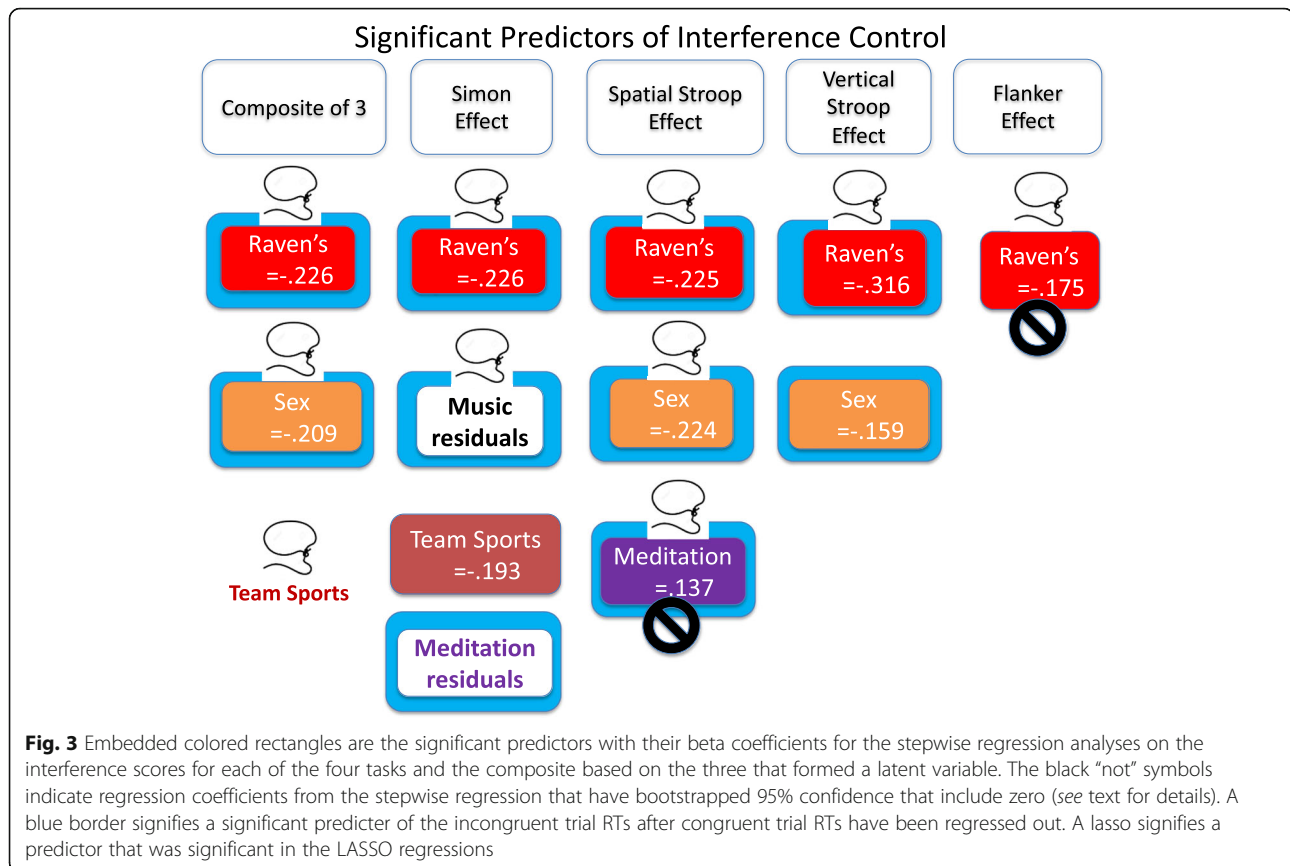 Significant Predictors of Interference Control
Composite of 3
Simon
Effect
Spatial Stroop
Effect
Vertical
Stroop
Effect
Flanker
Effect
Raven's
=-.226
Raven's
=-.226
Raven's
=-.225
Raven's
=-.316
Raven's
=-.175
Sex
=-.209
Music
residuals
Sex
=-.224
Sex
=-.159
Team Sports
Team Sports
=-.193
Meditation
=.137
Meditation
residuals
Fig. 3 Embedded colored rectangles are the significant predictors with their beta coefficients for the stepwise regression analyses on the
interference scores for each of the four tasks and the composite based on the three that formed a latent variable. The black “not” symbols
indicate regression coefficients from the stepwise regression that have bootstrapped 95% confidence that include zero (see text for details). A
blue border signifies a significant predicter of the incongruent trial RTs after congruent trial RTs have been regressed out. A lasso signifies a
predictor that was significant in the LASSO regressions